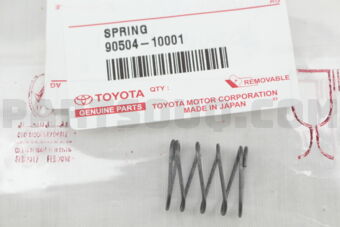 SPRING
90504-10001
TOYOTA
QTY:
REMOVABLE
GENUINE PARTS
TOYOTA MOTOR CORPORATION
MADE IN JAPAN